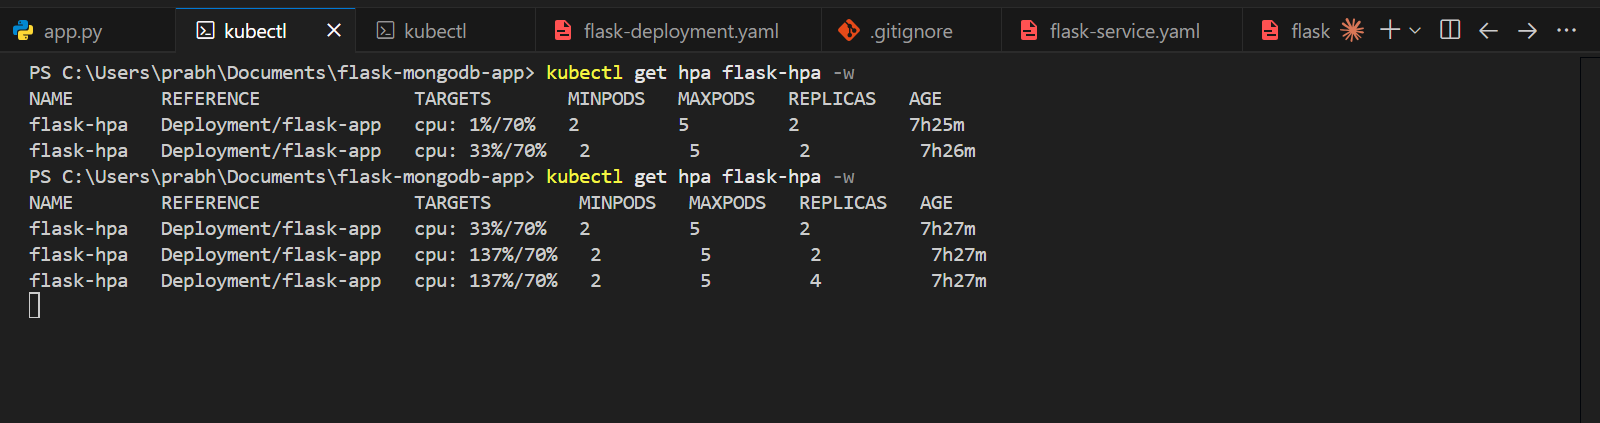 app.py kubectl kubectl flask-deployment.yaml .gitignore flask-service.yaml flask
PS C:\Users\prabh\Documents\flask-mongodb-app> kubectl get hpa flask-hpa -w
NAME REFERENCE TARGETS MINPODS MAXPODS REPLICAS AGE
flask-hpa Deployment/flask-app cpu: 1%/70% 2 5 2 7h25m
flask-hpa Deployment/flask-app cpu: 33%/70% 2 5 2 7h26m
PS C:\Users\prabh\Documents\flask-mongodb-app> kubectl get hpa flask-hpa -w
NAME REFERENCE TARGETS MINPODS MAXPODS REPLICAS AGE
flask-hpa Deployment/flask-app cpu: 33%/70% 2 5 2 7h27m
flask-hpa Deployment/flask-app cpu: 137%/70% 2 5 2 7h27m
flask-hpa Deployment/flask-app cpu: 137%/70% 2 5 4 7h27m